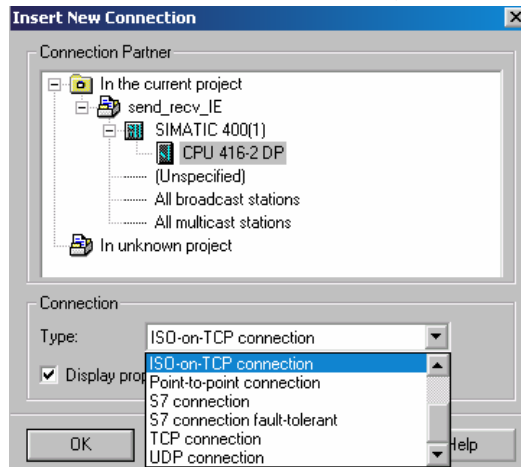 Insert New Connection
Connection Partner
In the current project
send_recv_IE
SIMATIC 400(1)
CPU 416-2 DP
(Unspecified)
All broadcast stations
All multicast stations
In unknown project
Connection
Type:
ISO-on-TCP connection
ISO-on-TCP connection
Display
Point-to-point connection
S7 connection
S7 connection fault-tolerant
TCP connection
UDP connection
OK